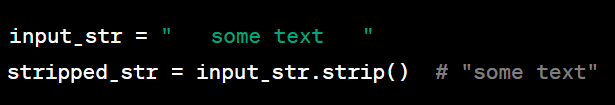 input_str = "   some text   "
stripped_str = input_str.strip()  # "some text"